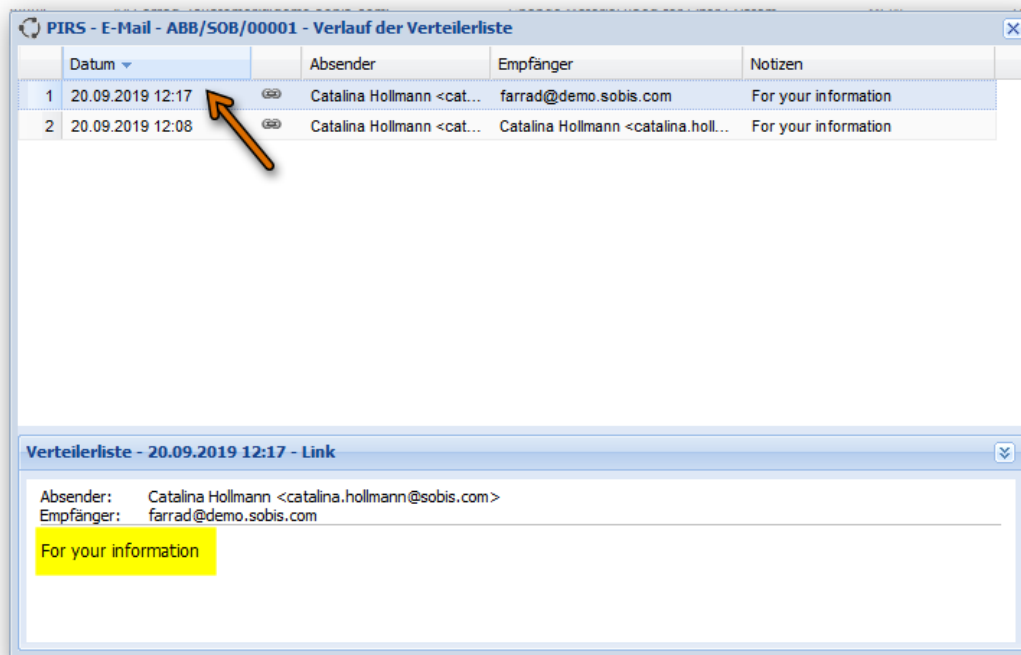 PIRS - E-Mail - ABB/SOB/00001 - Verlauf der Verteilerliste
Datum Absender Empfänger Notizen
1 20.09.2019 12:17 Catalina Hollmann <cat... farrad@demo.sobis.com For your information
2 20.09.2019 12:08 Catalina Hollmann <cat... Catalina Hollmann <catalina.holl... For your information
Verteilerliste - 20.09.2019 12:17 - Link
Absender: Catalina Hollmann <catalina.hollmann@sobis.com>
Empfänger: farrad@demo.sobis.com
For your information